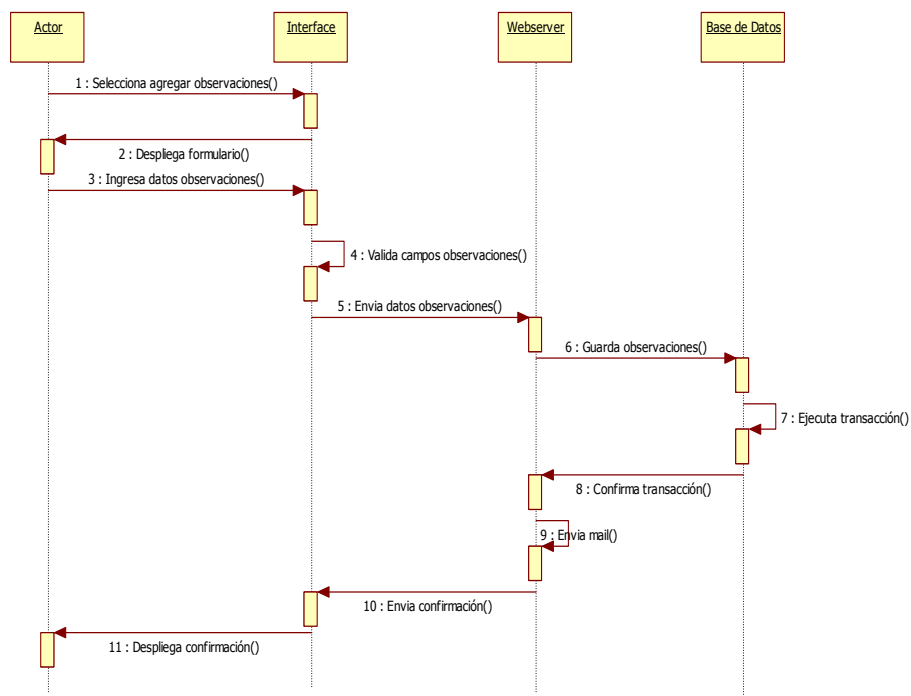 Actor
Interface
Webserver
Base de Datos
1 : Selecciona agregar observaciones()
2 : Despliega formulario()
3 : Ingresa datos observaciones()
4 : Valida campos observaciones()
5 : Envia datos observaciones()
6 : Guarda observaciones()
7 : Ejecuta transacción()
8 : Confirma transacción()
9 : Envia mail()
10 : Envia confirmación()
11 : Despliega confirmación()